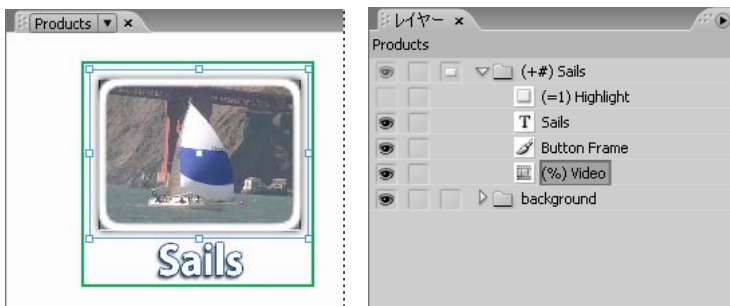 Products
Sails
レイヤー
Products
(+#) Sails
(=1) Highlight
T Sails
Button Frame
(%) Video
background